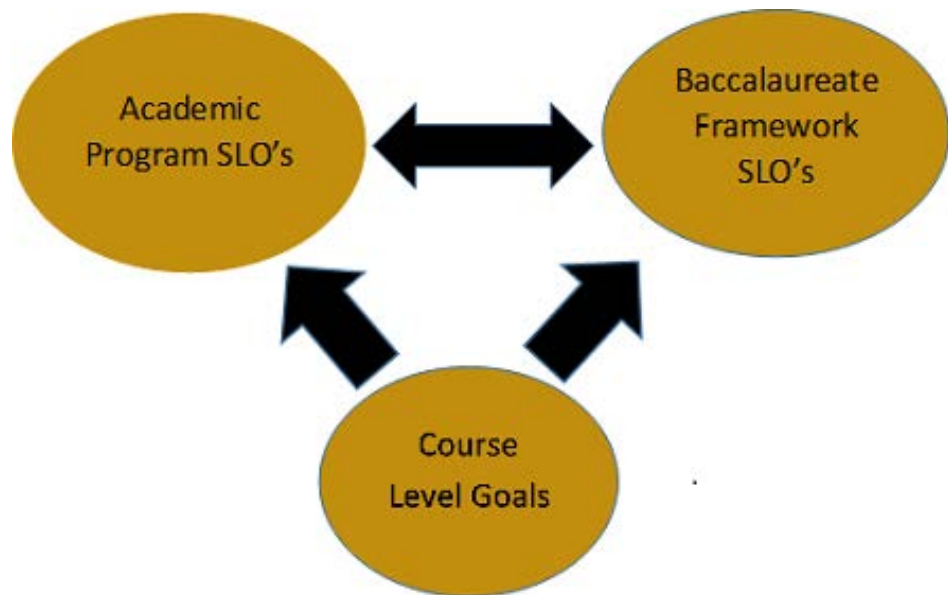 Academic
Program SLO's
Baccalaureate
Framework
SLO's
Course
Level Goals